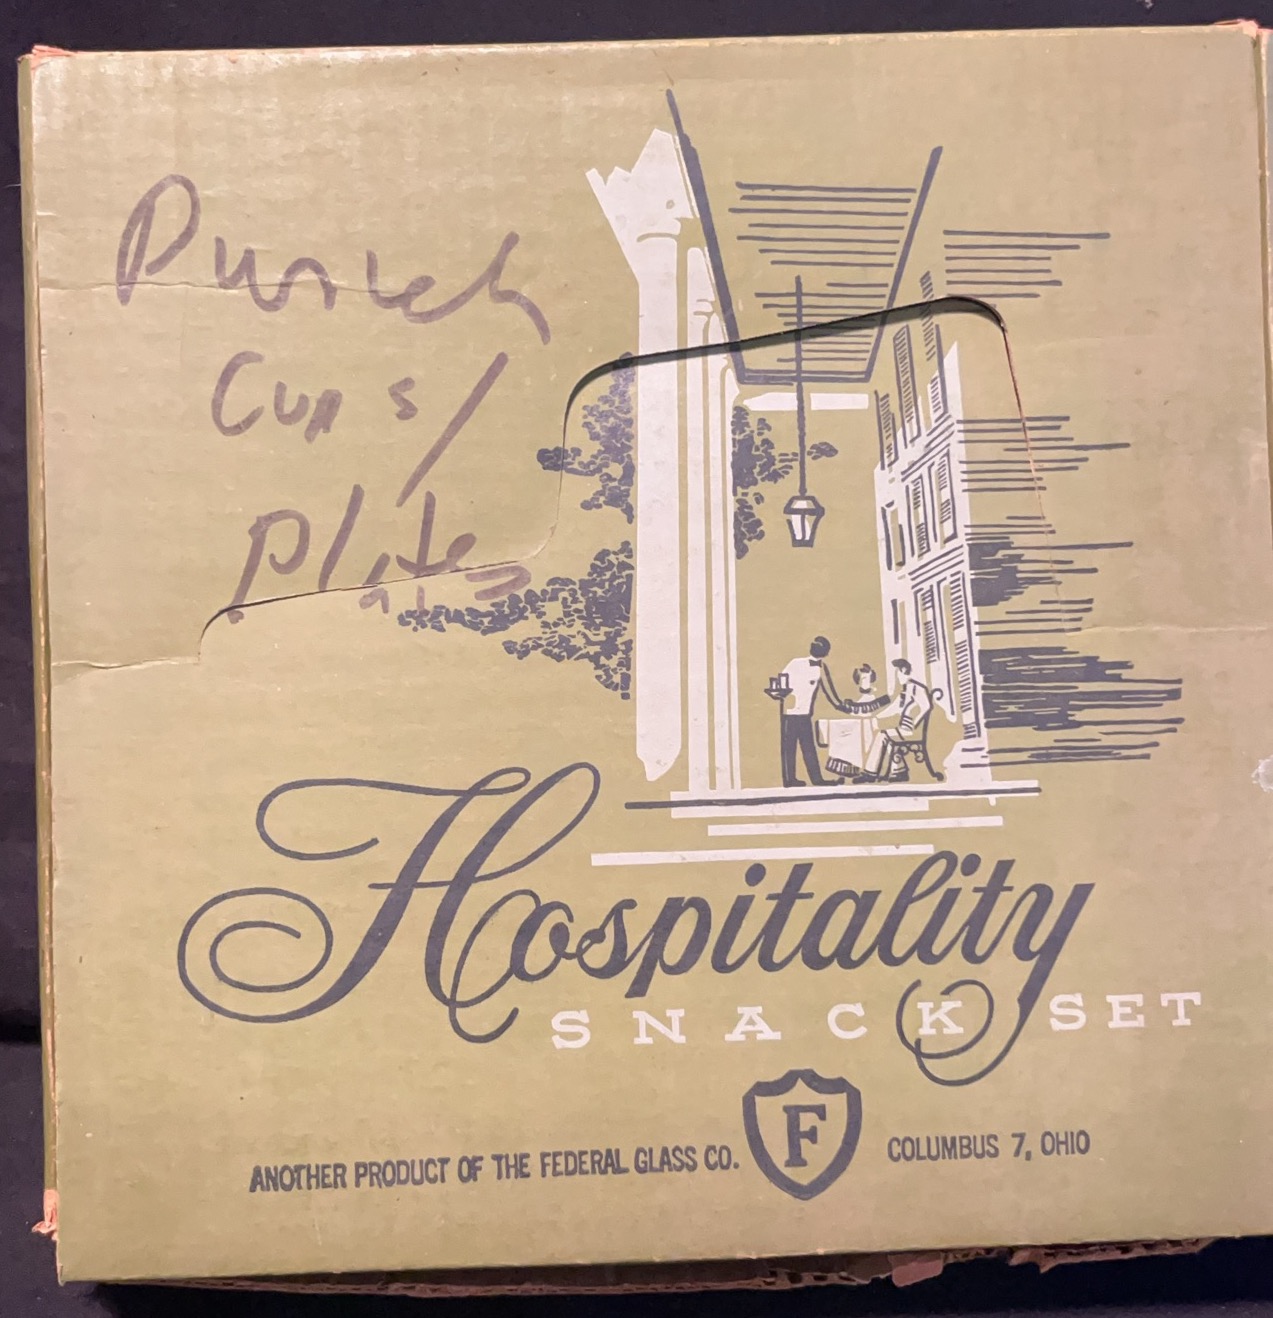 Punch
Cups/
Plates
Hospitality
SNACK SET
F
ANOTHER PRODUCT OF THE FEDERAL GLASS CO. COLUMBUS 7, OHIO